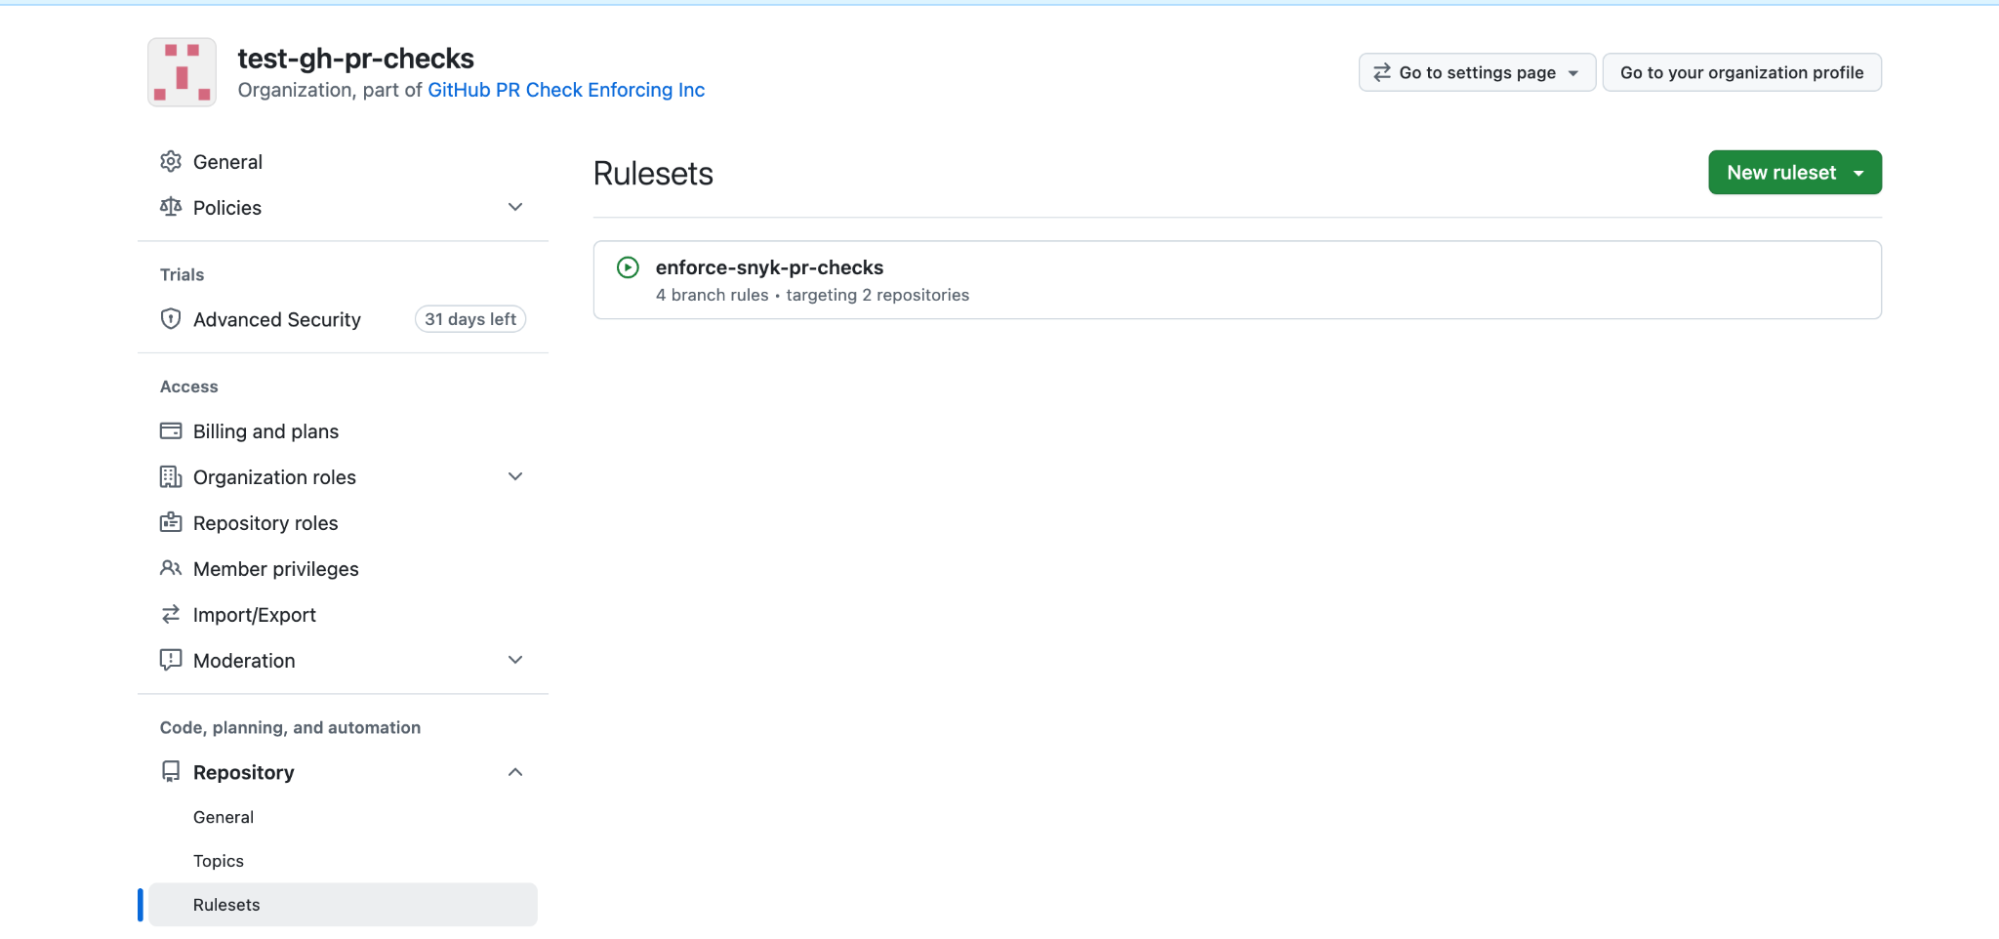 test-gh-pr-checks
Organization, part of GitHub PR Check Enforcing Inc
Go to settings page
Go to your organization profile
General
Policies
Trials
Advanced Security
31 days left
Access
Billing and plans
Organization roles
Repository roles
Member privileges
Import/Export
Moderation
Code, planning, and automation
Repository
General
Topics
Rulesets
Rulesets
New ruleset
enforce-snyk-pr-checks
4 branch rules • targeting 2 repositories